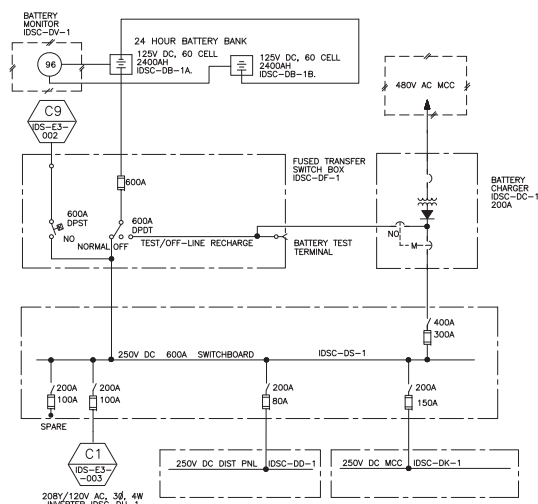 BATTERY
MONITOR
IDSC-DV-1
96
24 HOUR BATTERY BANK
125V DC, 60 CELL
2400AH
IDSC-DB-1A.
125V DC, 60 CELL
2400AH
IDSC-DB-1B.
480V AC MCC
C9
IDS-E3-
002
FUSED TRANSFER
SWITCH BOX
IDSC-DF-1
600A
BATTERY
CHARGER
IDSC-DC-1
200A
600A
DPST
NO
600A
DPDT
NORMAL OFF
TEST/OFF-LINE RECHARGE
BATTERY TEST
TERMINAL
NO
M
400A
300A
250V DC 600A SWITCHBOARD IDSC-DS-1
200A
100A
200A
100A
200A
80A
200A
150A
SPARE
C1
IDS-E3-
-003
250V DC DIST PNL IDSC-DD-1
250V DC MCC IDSC-DK-1
208Y/120V AC, 3Ø, 4W
INVERTER IDSC-DU-1